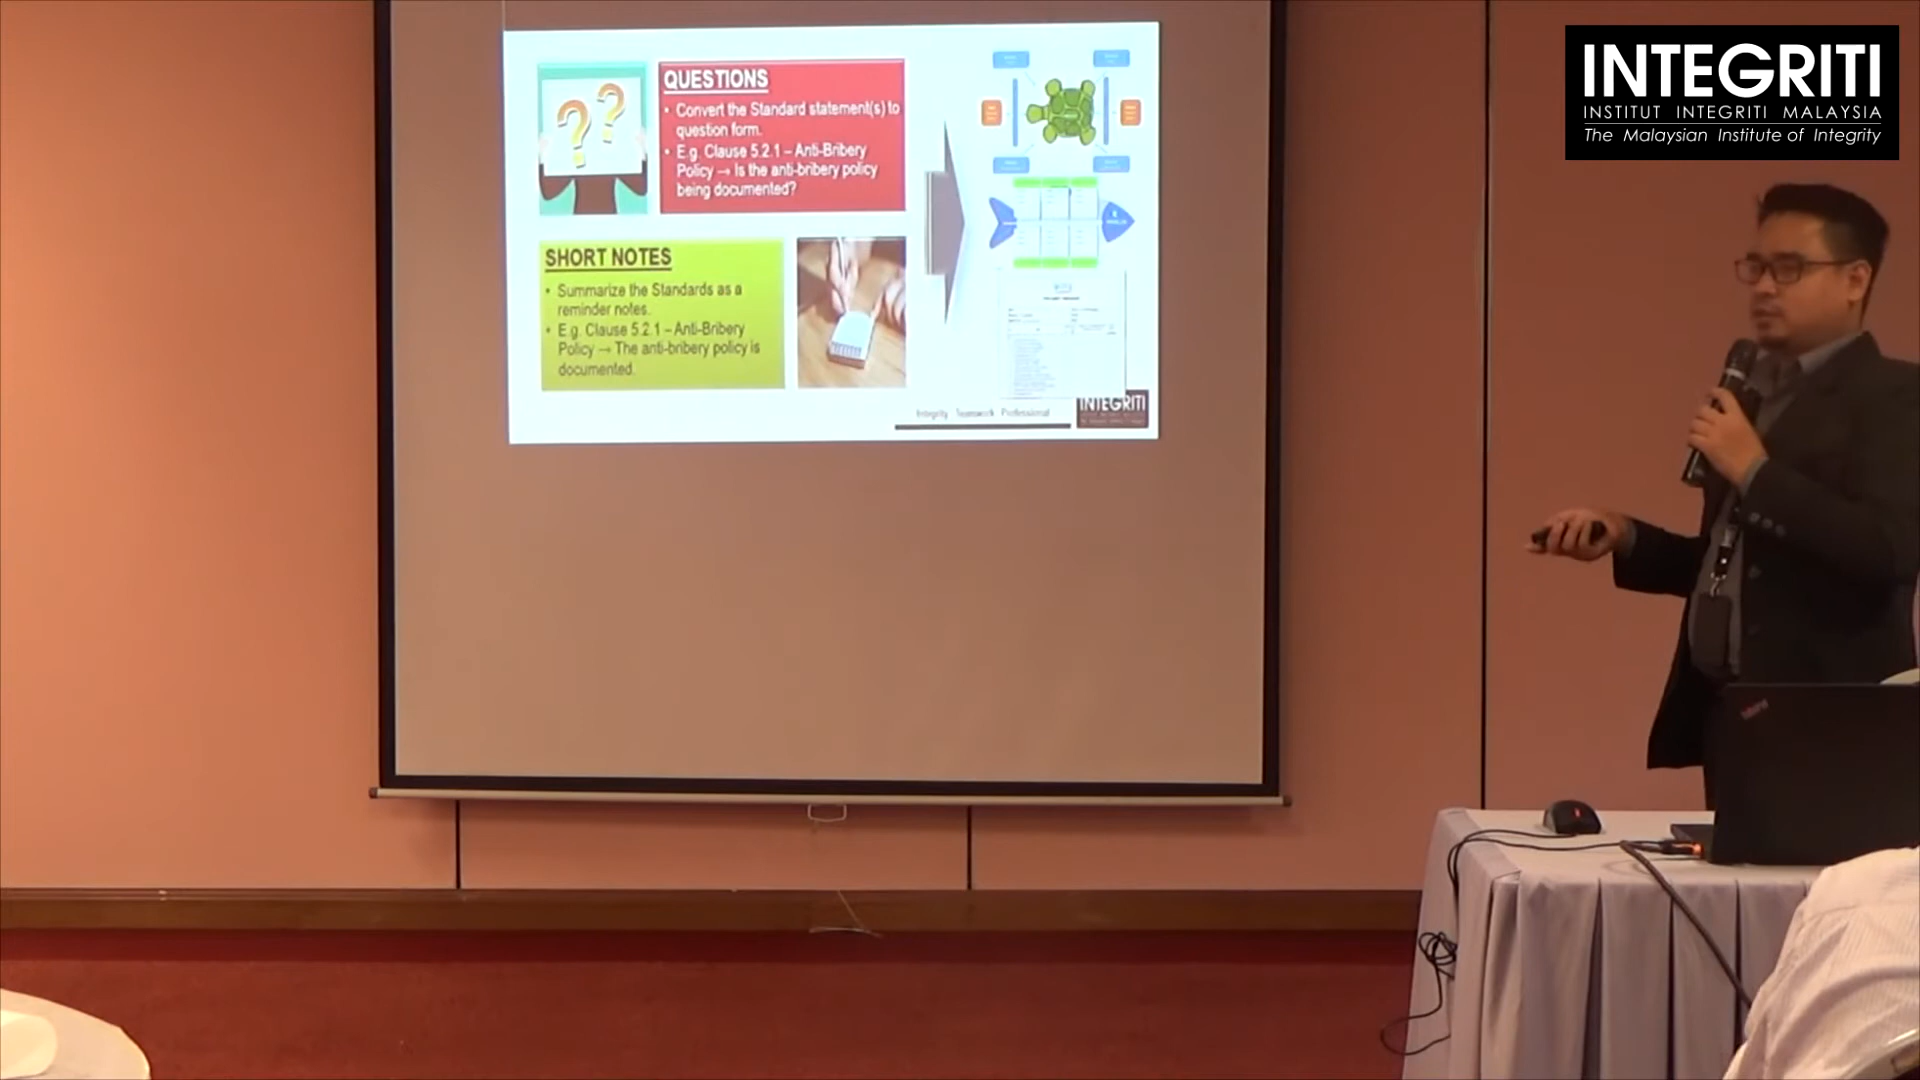 INTEGRITI
INSTITUT INTEGRITI MALAYSIA
The Malaysian Institute of Integrity
QUESTIONS
• Convert the Standard statement(s) to
question form.
• E.g. Clause 5.2.1 – Anti-Bribery
Policy → Is the anti-bribery policy
being documented?
SHORT NOTES
• Summarize the Standards as a
reminder notes.
• E.g. Clause 5.2.1 – Anti-Bribery
Policy → The anti-bribery policy is
documented.
Integrity Teamwork Professional
INTEGRITI